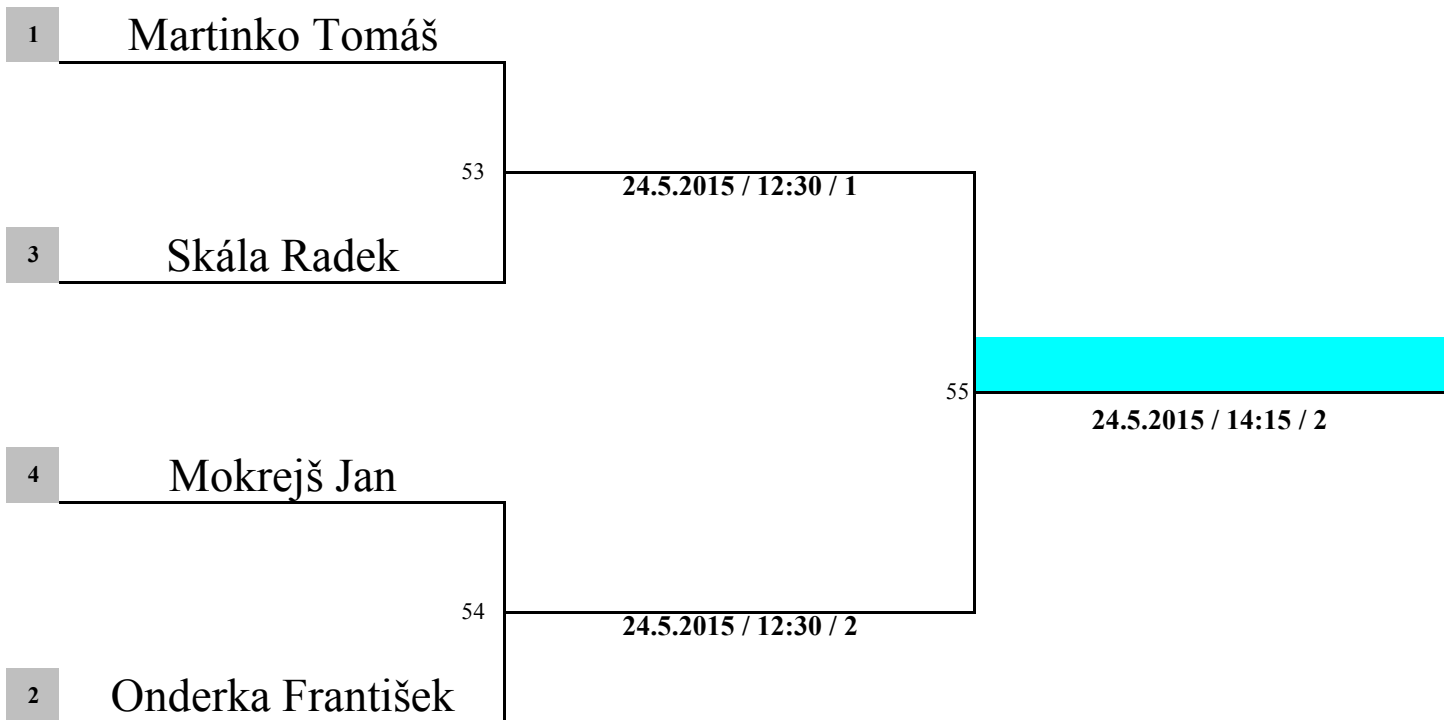 1 Martinko Tomáš
53 24.5.2015 / 12:30 / 1
3 Skála Radek
55
24.5.2015 / 14:15 / 2
4 Mokrejš Jan
54 24.5.2015 / 12:30 / 2
2 Onderka František